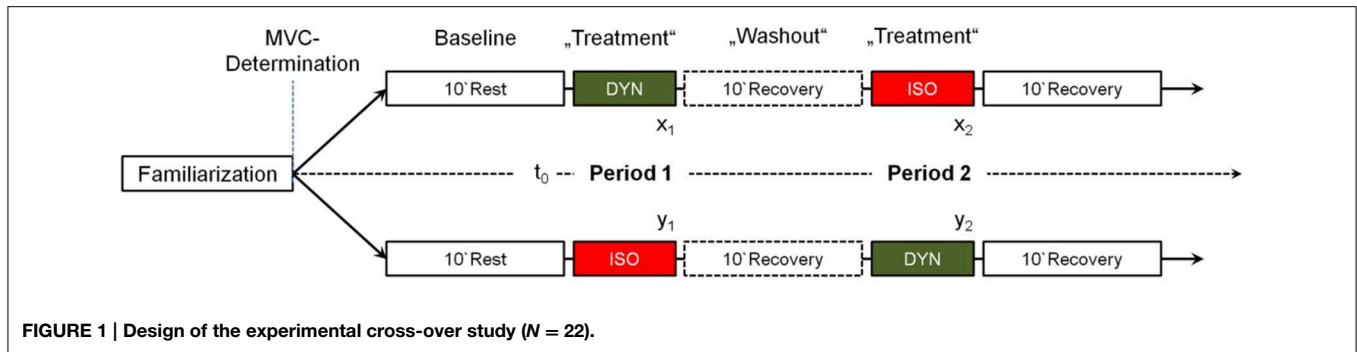 MVC-
Determination
Baseline „Treatment“ „Washout“ „Treatment“
10`Rest DYN 10`Recovery ISO 10`Recovery
x1 x2
Familiarization t0 Period 1 Period 2
y1 y2
10`Rest ISO 10`Recovery DYN 10`Recovery
FIGURE 1 | Design of the experimental cross-over study (N = 22).